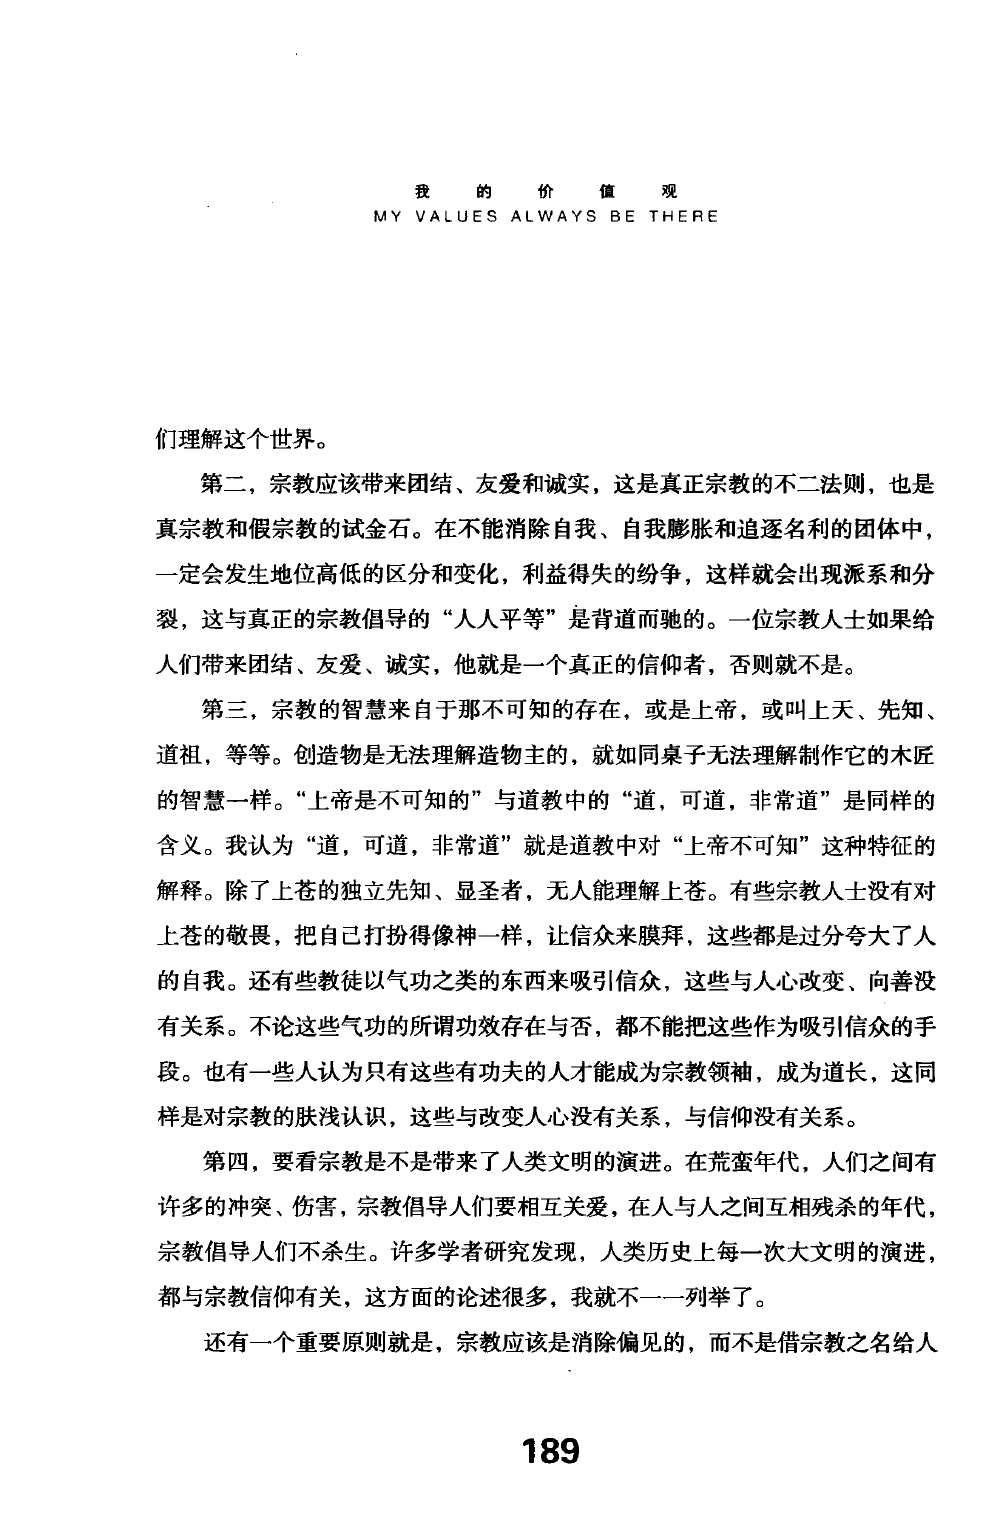 我的价值观
MY VALUES ALWAYS BE THERE
们理解这个世界。
第二，宗教应该带来团结、友爱和诚实，这是真正宗教的不二法则，也是
真宗教和假宗教的试金石。在不能消除自我、自我膨胀和追逐名利的团体中，
一定会发生地位高低的区分和变化，利益得失的纷争，这样就会出现派系和分
裂，这与真正的宗教倡导的“人人平等”是背道而驰的。一位宗教人士如果给
人们带来团结、友爱、诚实，他就是一个真正的信仰者，否则就不是。
第三，宗教的智慧来自于那不可知的存在，或是上帝，或叫上天、先知、
道祖，等等。创造物是无法理解造物主的，就如同桌子无法理解制作它的木匠
的智慧一样。“上帝是不可知的”与道教中的“道，可道，非常道”是同样的
含义。我认为“道，可道，非常道”就是道教中对“上帝不可知”这种特征的
解释。除了上苍的独立先知、显圣者，无人能理解上苍。有些宗教人士没有对
上苍的敬畏，把自己打扮得像神一样，让信众来膜拜，这些都是过分夸大了人
的自我。还有些教徒以气功之类的东西来吸引信众，这些与人心改变、向善没
有关系。不论这些气功的所谓功效存在与否，都不能把这些作为吸引信众的手
段。也有一些人认为只有这些有功夫的人才能成为宗教领袖，成为道长，这同
样是对宗教的肤浅认识，这些与改变人心没有关系，与信仰没有关系。
第四，要看宗教是不是带来了人类文明的演进。在荒蛮年代，人们之间有
许多的冲突、伤害，宗教倡导人们要相互关爱，在人与人之间互相残杀的年代，
宗教倡导人们不杀生。许多学者研究发现，人类历史上每一次大文明的演进，
都与宗教信仰有关，这方面的论述很多，我就不一一列举了。
还有一个重要原则就是，宗教应该是消除偏见的，而不是借宗教之名给人
189